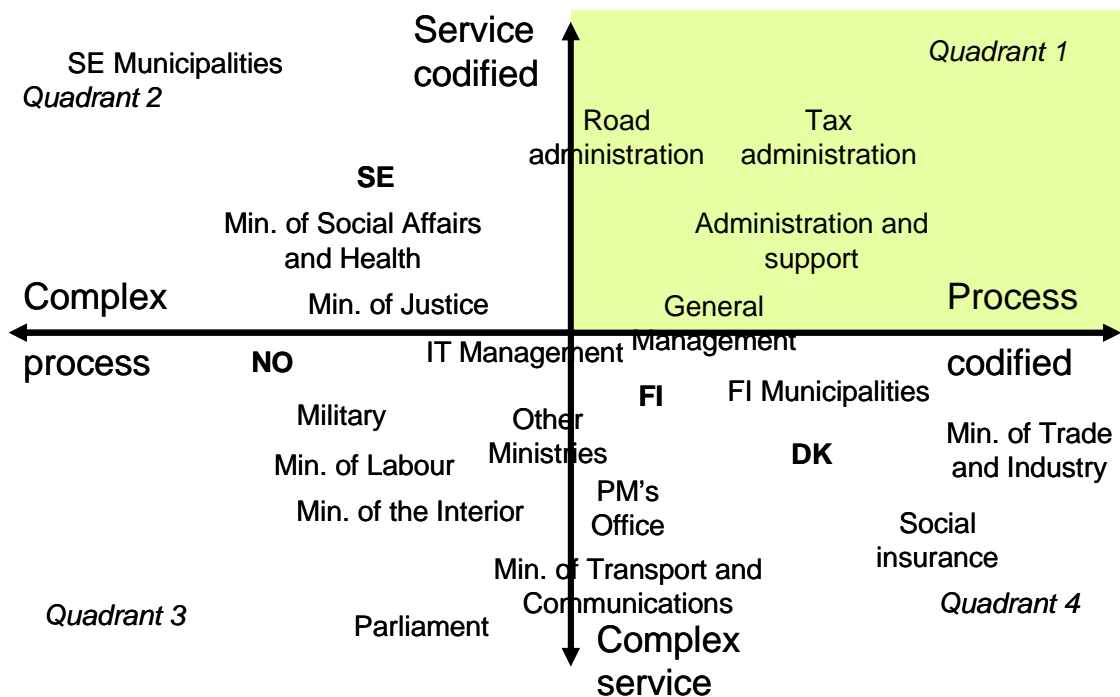 Service
codified
Quadrant 1
SE Municipalities
Quadrant 2
Road
administration
Tax
administration
SE
Min. of Social Affairs
and Health
Administration and
support
Complex
process
Min. of Justice
General
Management
Process
codified
IT Management
NO
FI
FI Municipalities
Military
Other
Ministries
DK
Min. of Trade
and Industry
Min. of Labour
Min. of the Interior
PM's
Office
Social
insurance
Min. of Transport and
Communications
Quadrant 3
Parliament
Quadrant 4
Complex
service